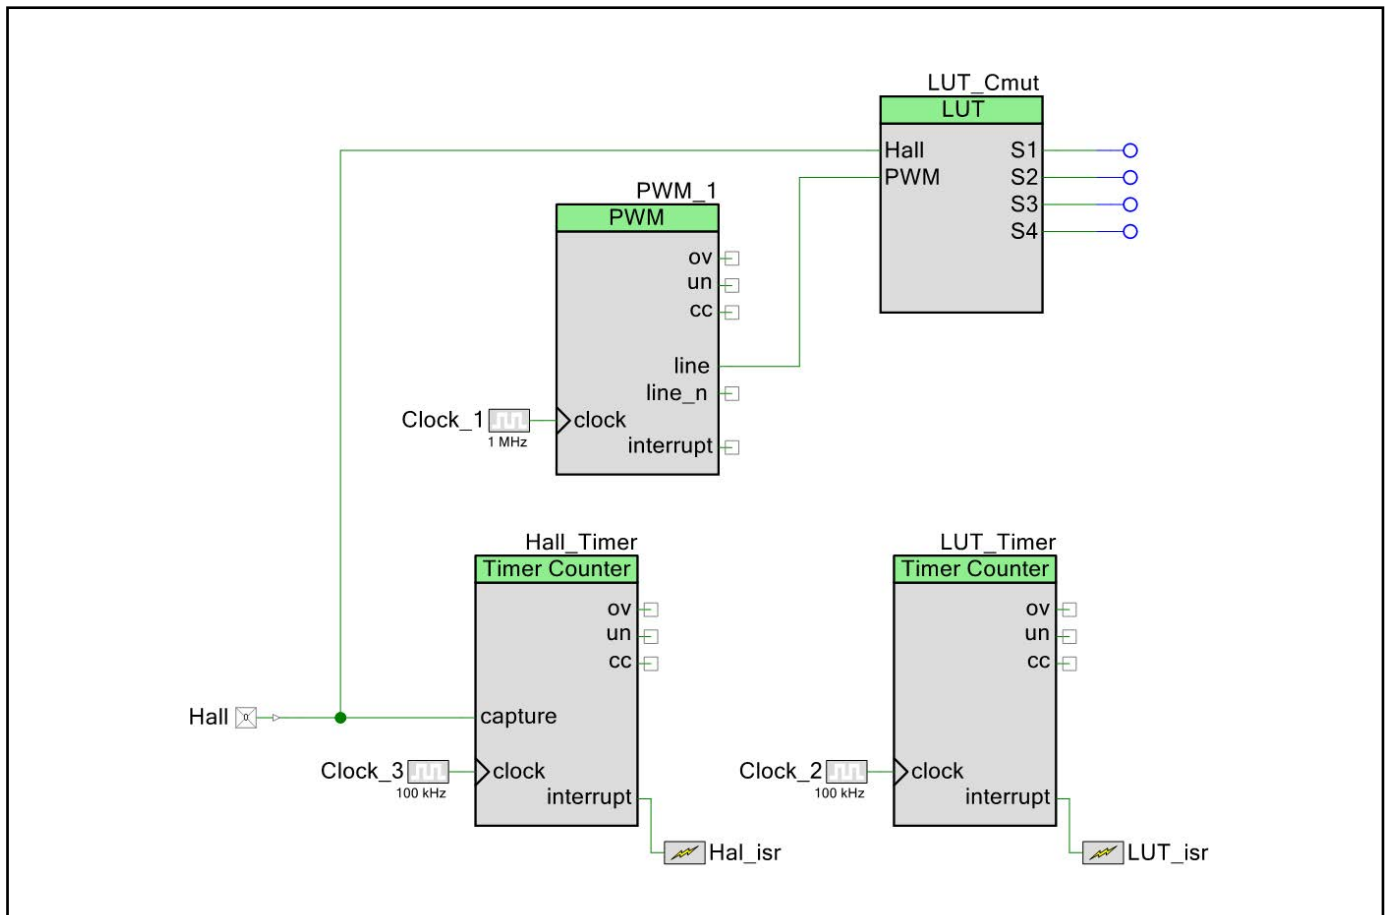 LUT_Cmut
LUT
Hall S1
PWM S2
S3
S4
PWM_1
PWM
ov
un
cc
line
line_n
Clock_1 clock
1 MHz
interrupt
Hall_Timer LUT_Timer
Timer Counter Timer Counter
ov ov
un un
cc cc
Hall 0 capture
Clock_3 clock Clock_2 clock
100 kHz 100 kHz
interrupt interrupt
Hal_isr LUT_isr